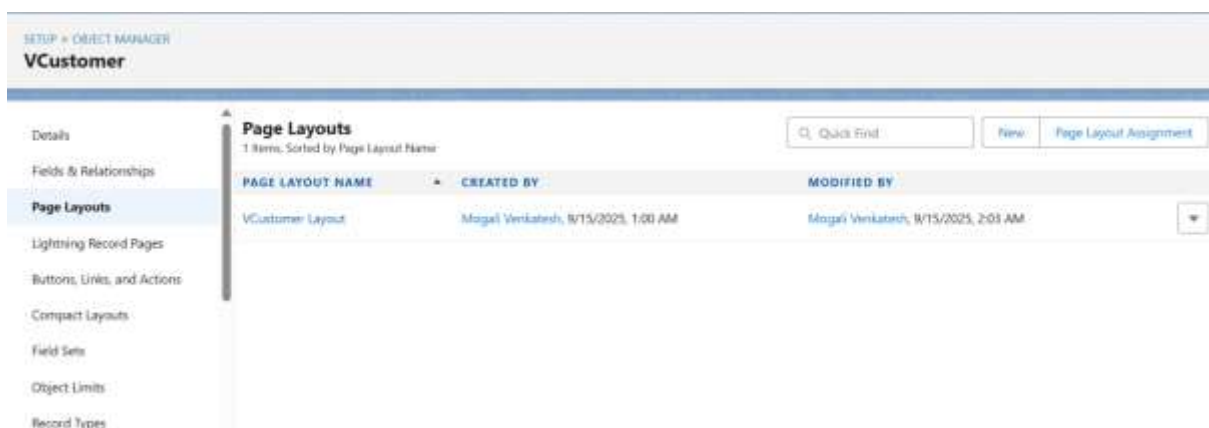 SETUP > OBJECT MANAGER
VCustomer
Details
Fields & Relationships
Page Layouts
Lightning Record Pages
Buttons, Links, and Actions
Compact Layouts
Field Sets
Object Limits
Record Types
Page Layouts
1 Items, Sorted by Page Layout Name
Quick Find
New
Page Layout Assignment
PAGE LAYOUT NAME CREATED BY MODIFIED BY
VCustomer Layout Mogali Venkatesh, 9/15/2025, 1:00 AM Mogali Venkatesh, 9/15/2025, 2:03 AM